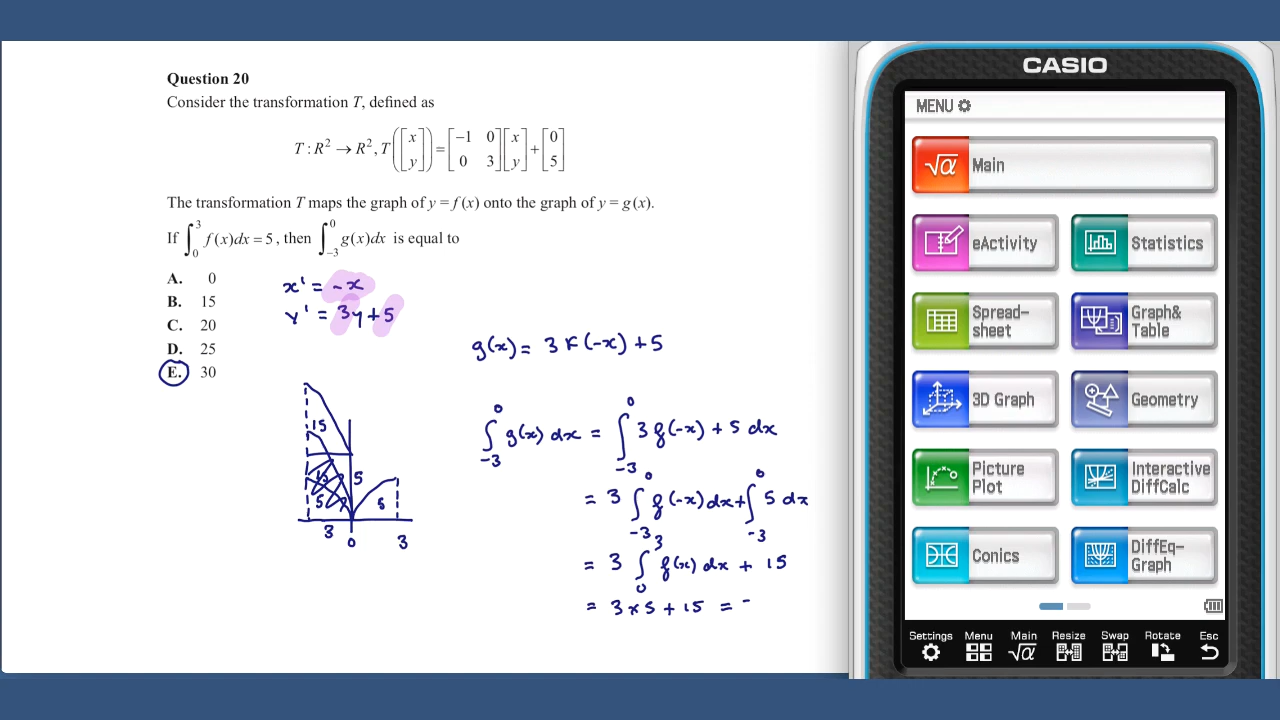 Question 20
Consider the transformation T, defined as
T : R² → R², T([x y]) = [−1 0 0 3][x y] + [0 5]
The transformation T maps the graph of y = f(x) onto the graph of y = g(x).
If ∫₀³ f(x)dx = 5, then ∫₋₃⁰ g(x)dx is equal to
A. 0
B. 15
C. 20
D. 25
E. 30
x' = -x
y' = 3y + 5
g(x) = 3 f(-x) + 5
∫₋₃⁰ g(x) dx = ∫₋₃⁰ 3f(-x) + 5 dx
= 3 ∫₋₃⁰ f(-x) dx + ∫₋₃⁰ 5 dx
= 3 ∫₀³ f(x) dx + 15
= 3 x 5 + 15 =
15
5
5
5
3
0
3
CASIO
MENU
√α Main
eActivity
Statistics
Spread-
sheet
Graph&
Table
3D Graph
Geometry
Picture
Plot
Interactive
DiffCalc
Conics
DiffEq-
Graph
Settings Menu Main Resize Swap Rotate Esc
√α